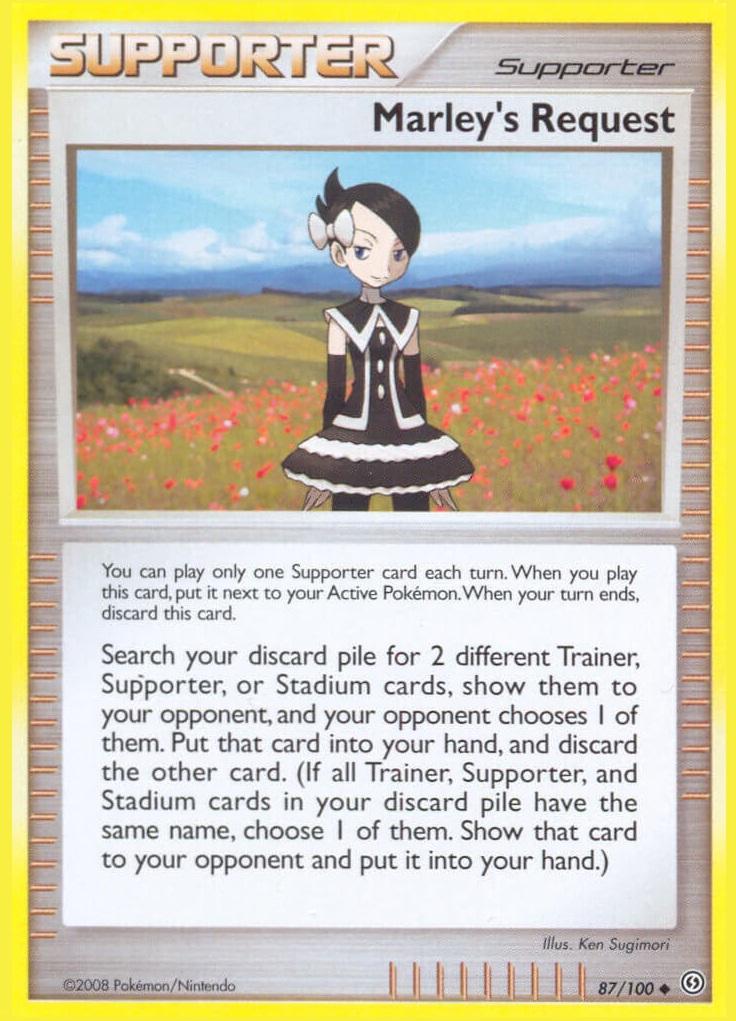 SUPPORTER
Supporter
Marley's Request
You can play only one Supporter card each turn. When you play
this card, put it next to your Active Pokémon. When your turn ends,
discard this card.
Search your discard pile for 2 different Trainer,
Supporter, or Stadium cards, show them to
your opponent, and your opponent chooses 1 of
them. Put that card into your hand, and discard
the other card. (If all Trainer, Supporter, and
Stadium cards in your discard pile have the
same name, choose 1 of them. Show that card
to your opponent and put it into your hand.)
Illus. Ken Sugimori
©2008 Pokémon/Nintendo
87/100 ◆